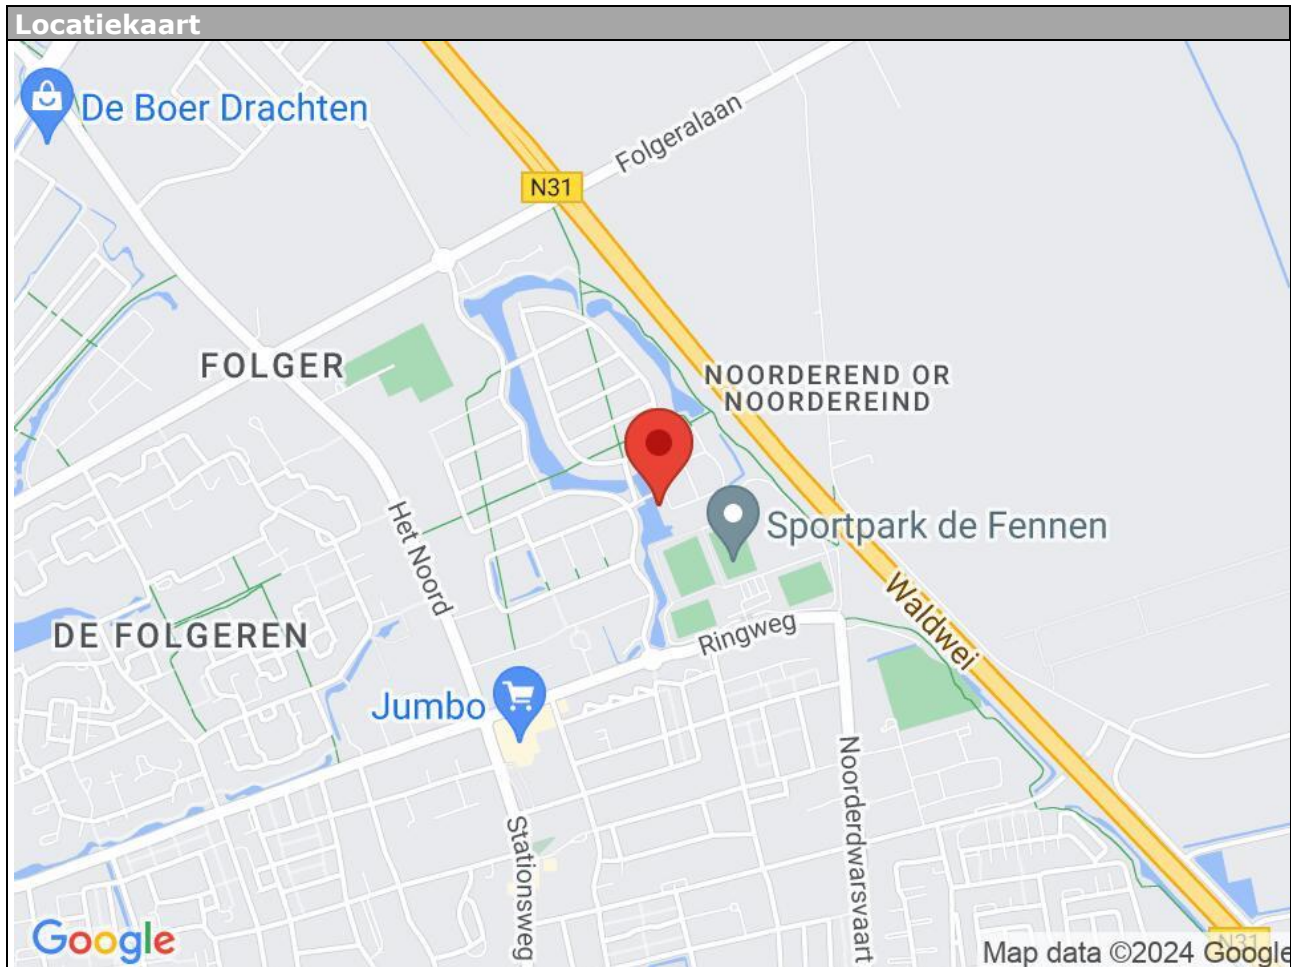 Locatiekaart
De Boer Drachten
Folgeralaan
N31
FOLGER
NOORDEREND OR
NOORDEREIND
Het Noord
Sportpark de Fennen
Waldwei
DE FOLGEREN
Ringweg
Jumbo
Noorderdwarsvaart
Stationsweg
N31
Google
Map data ©2024 Google